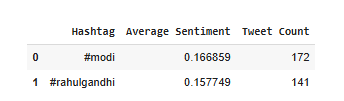 Hashtag Average Sentiment Tweet Count
0 #modi 0.166859 172
1 #rahulgandhi 0.157749 141